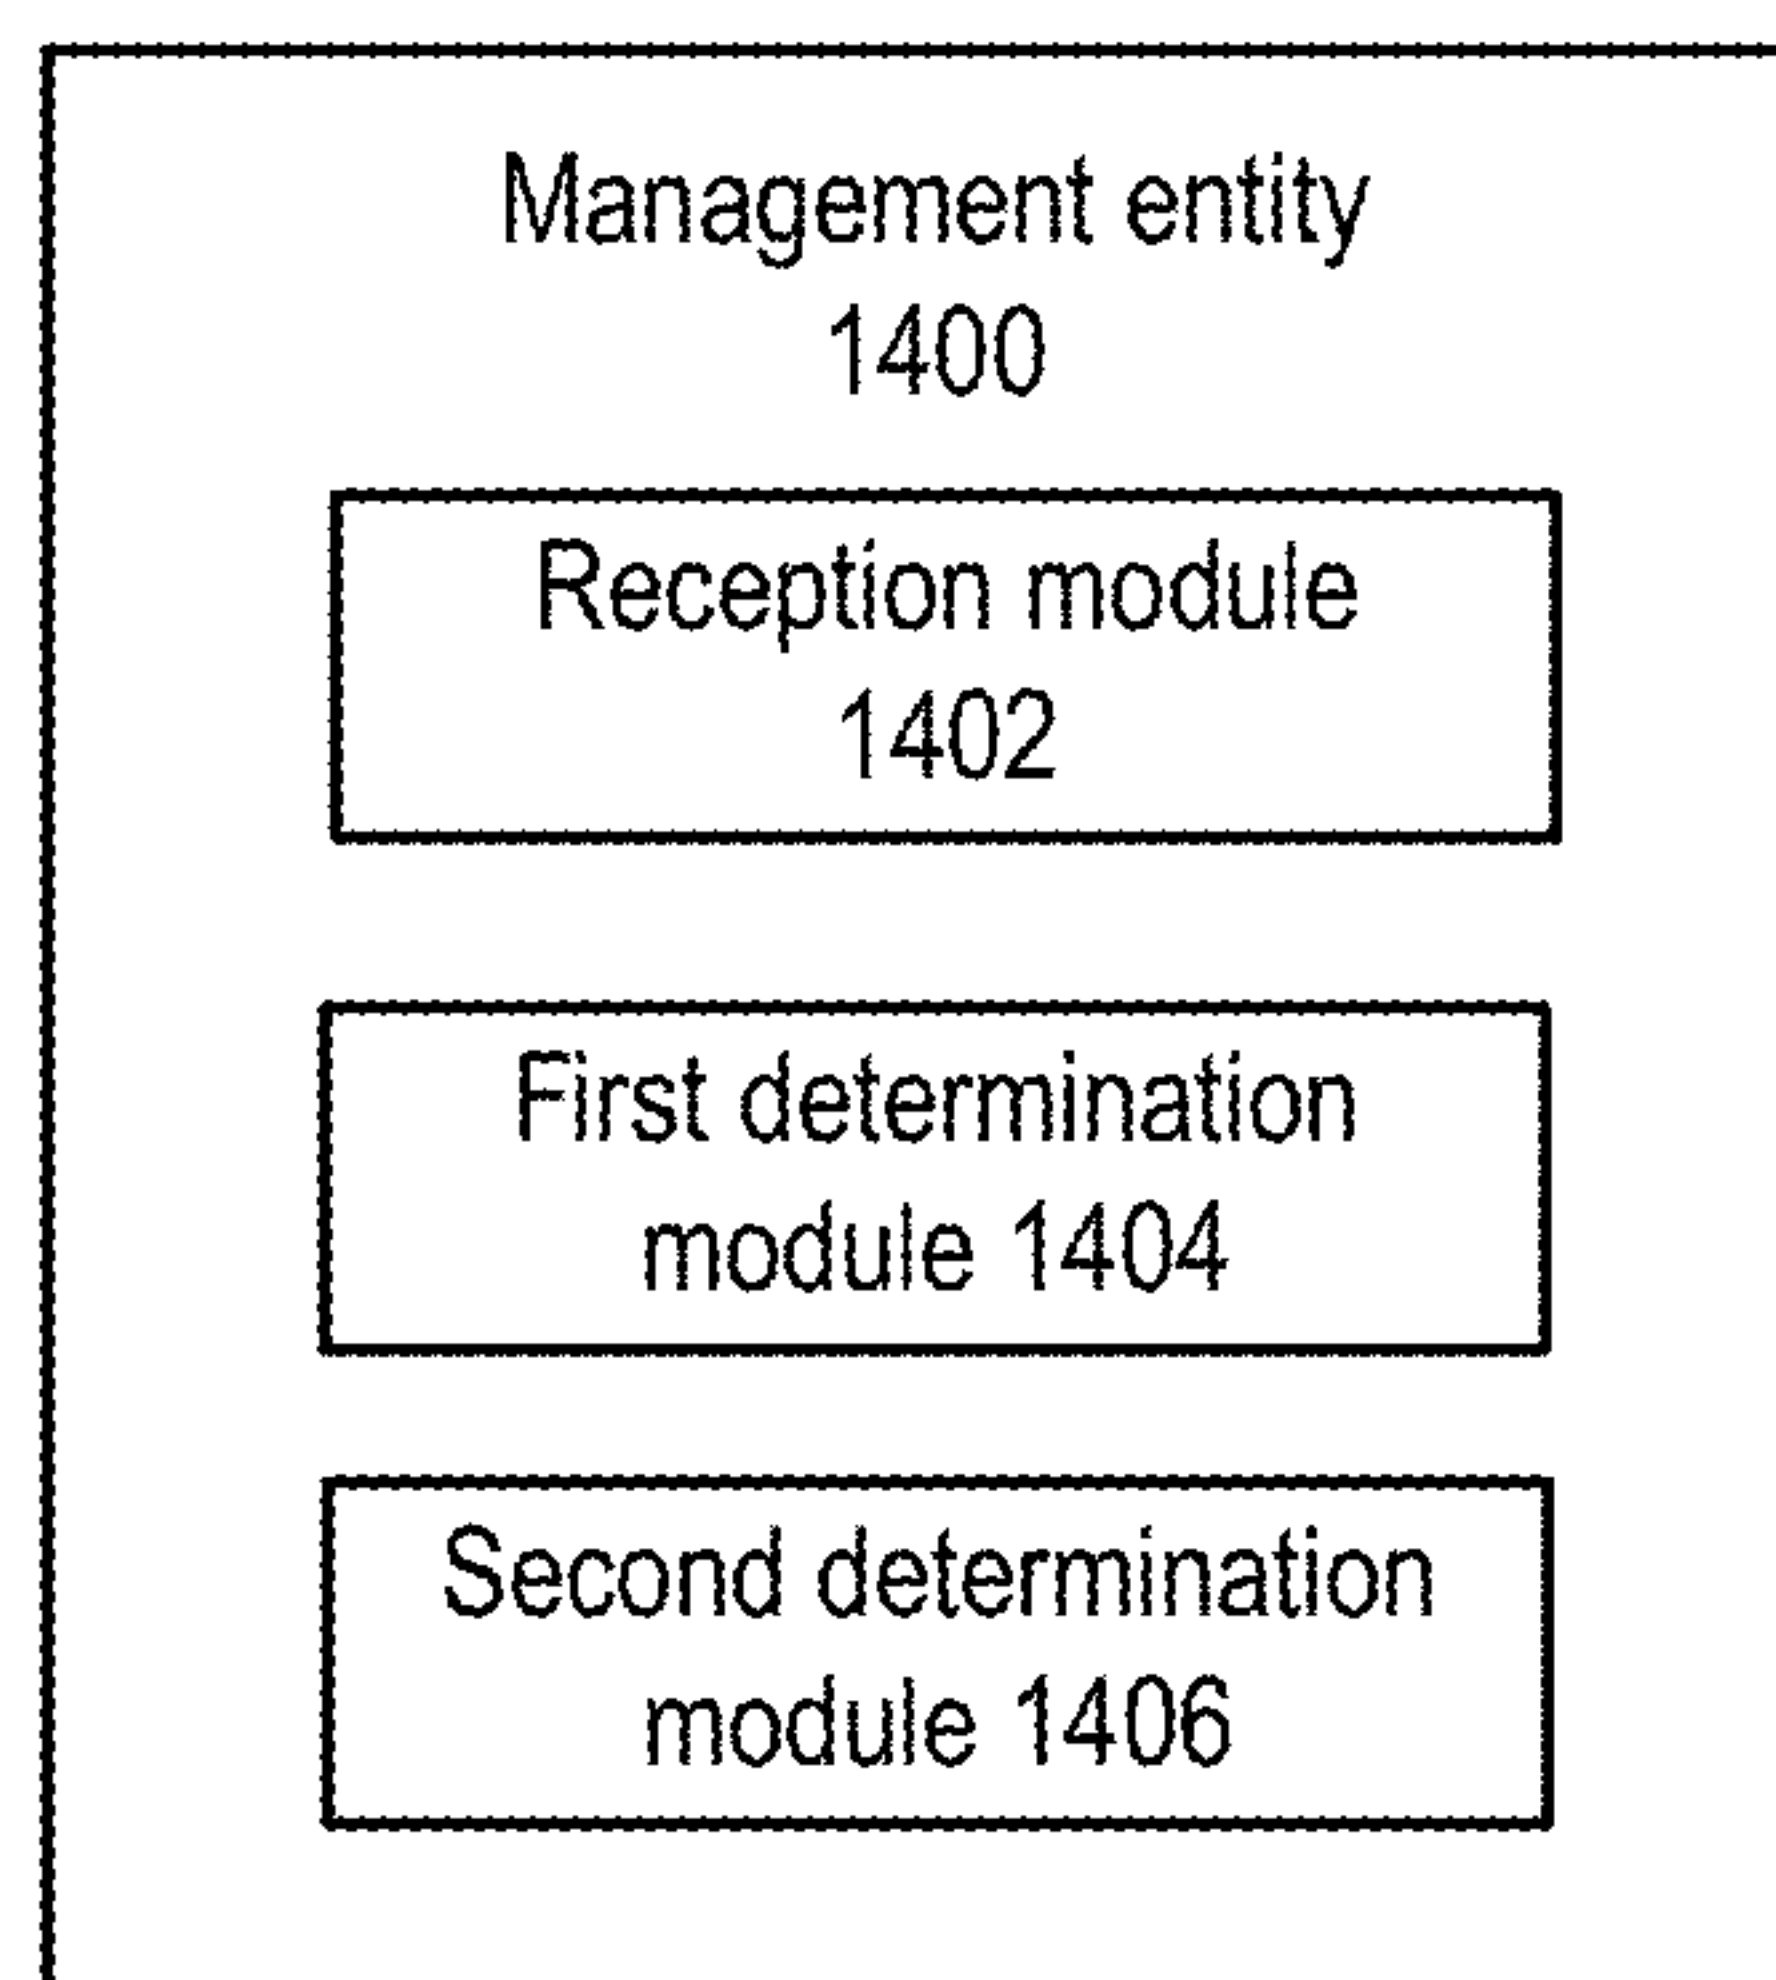 Management entity
1400
Reception module
1402
First determination
module 1404
Second determination
module 1406